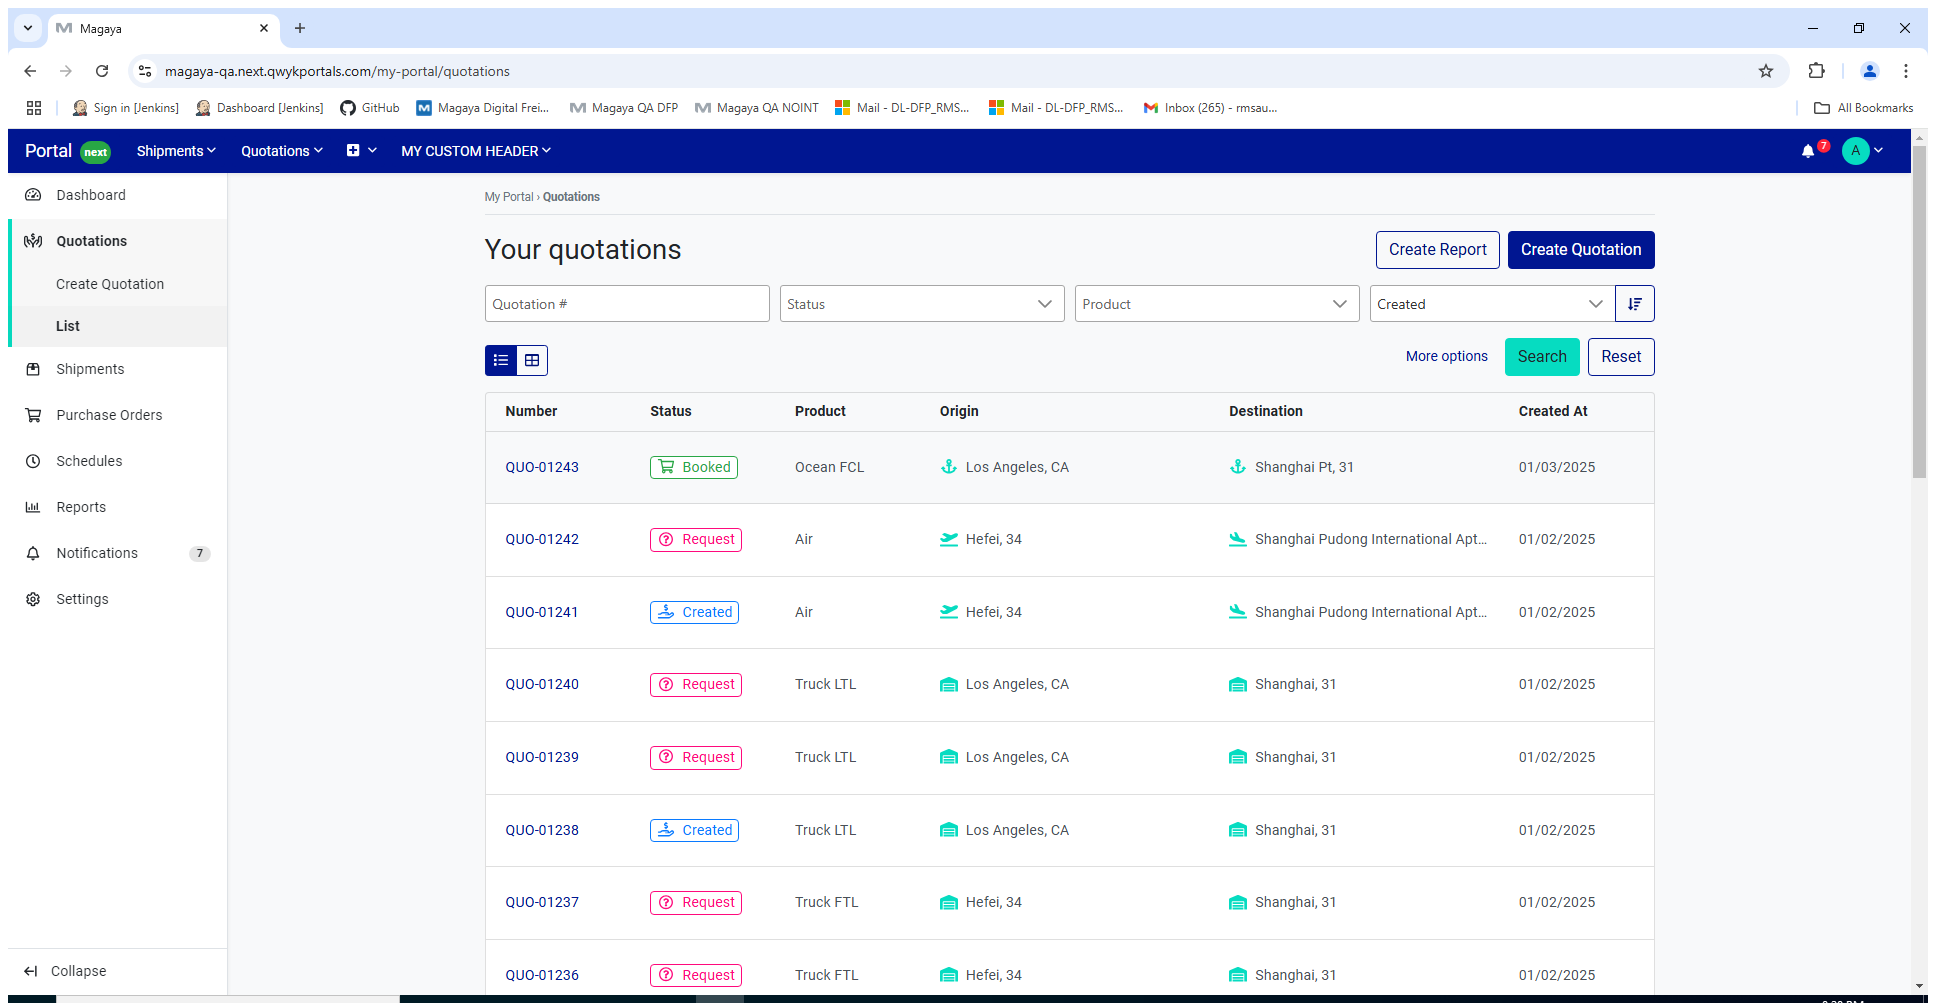 Magaya
magaya-qa.next.qwykportals.com/my-portal/quotations
Sign in [Jenkins]
Dashboard [Jenkins]
GitHub
Magaya Digital Frei...
Magaya QA DFP
Magaya QA NOINT
Mail - DL-DFP_RMS...
Mail - DL-DFP_RMS...
Inbox (265) - rmsau...
All Bookmarks
Portal next
Shipments
Quotations
MY CUSTOM HEADER
7
A
Dashboard
Quotations
Create Quotation
List
Shipments
Purchase Orders
Schedules
Reports
Notifications 7
Settings
Collapse
My Portal › Quotations
Your quotations
Create Report
Create Quotation
Quotation #
Status
Product
Created
More options
Search
Reset
Number Status Product Origin Destination Created At
QUO-01243 Booked Ocean FCL Los Angeles, CA Shanghai Pt, 31 01/03/2025
QUO-01242 Request Air Hefei, 34 Shanghai Pudong International Apt... 01/02/2025
QUO-01241 Created Air Hefei, 34 Shanghai Pudong International Apt... 01/02/2025
QUO-01240 Request Truck LTL Los Angeles, CA Shanghai, 31 01/02/2025
QUO-01239 Request Truck LTL Los Angeles, CA Shanghai, 31 01/02/2025
QUO-01238 Created Truck LTL Los Angeles, CA Shanghai, 31 01/02/2025
QUO-01237 Request Truck FTL Hefei, 34 Shanghai, 31 01/02/2025
QUO-01236 Request Truck FTL Hefei, 34 Shanghai, 31 01/02/2025